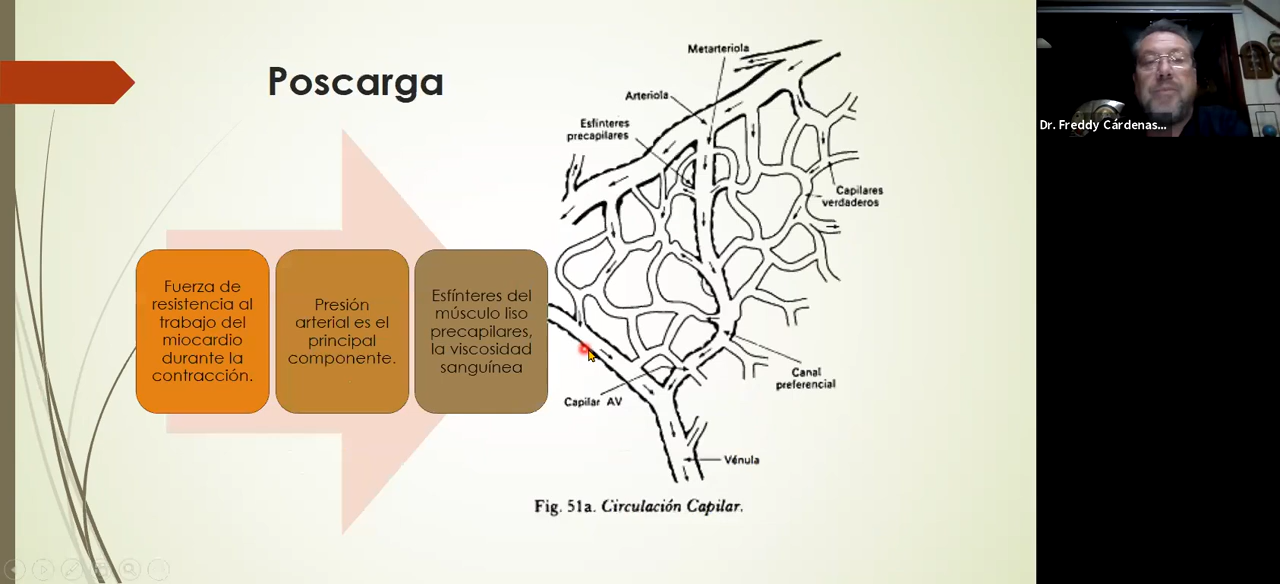 Poscarga
Fuerza de
resistencia al
trabajo del
miocardio
durante la
contracción.
Presión
arterial es el
principal
componente.
Esfínteres del
músculo liso
precapilares,
la viscosidad
sanguínea
Metarteriola
Arteriola
Esfinteres
precapilares
Capilares
verdaderos
Canal
preferencial
Capilar AV
Vénula
Fig. 51a. Circulación Capilar.
Dr. Freddy Cárdenas...